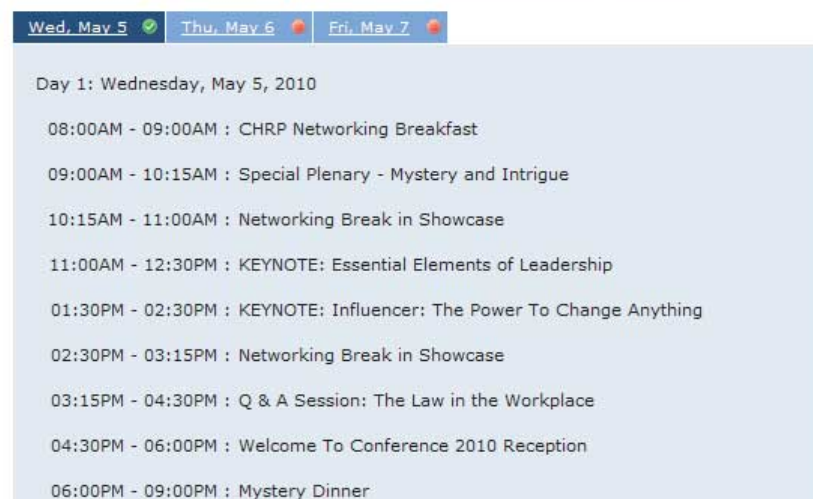 Wed, May 5 Thu, May 6 Fri, May 7
Day 1: Wednesday, May 5, 2010
08:00AM - 09:00AM : CHRP Networking Breakfast
09:00AM - 10:15AM : Special Plenary - Mystery and Intrigue
10:15AM - 11:00AM : Networking Break in Showcase
11:00AM - 12:30PM : KEYNOTE: Essential Elements of Leadership
01:30PM - 02:30PM : KEYNOTE: Influencer: The Power To Change Anything
02:30PM - 03:15PM : Networking Break in Showcase
03:15PM - 04:30PM : Q & A Session: The Law in the Workplace
04:30PM - 06:00PM : Welcome To Conference 2010 Reception
06:00PM - 09:00PM : Mystery Dinner